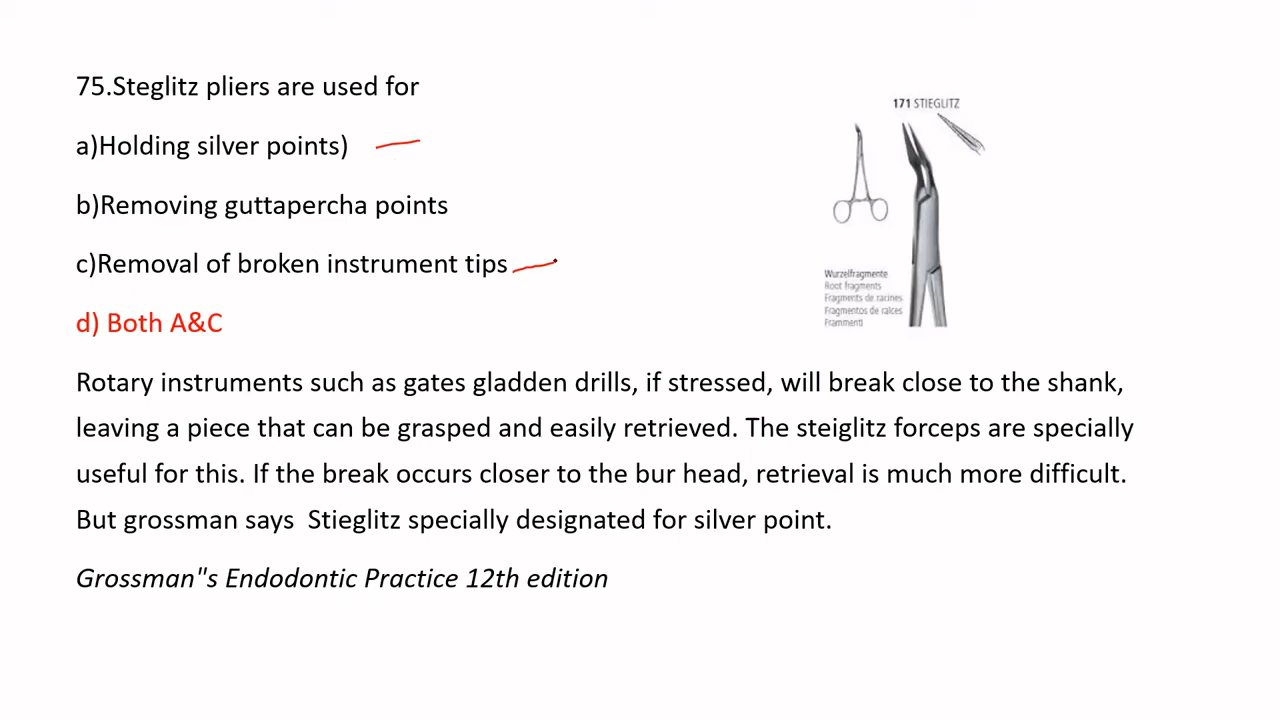 75.Steglitz pliers are used for
a)Holding silver points)
b)Removing guttapercha points
c)Removal of broken instrument tips
d) Both A&C
171 STIEGLITZ
Wurzelfragmente
Root fragments
Fragments de racines
Fragmentos de raíces
Frammenti
Rotary instruments such as gates gladden drills, if stressed, will break close to the shank,
leaving a piece that can be grasped and easily retrieved. The steiglitz forceps are specially
useful for this. If the break occurs closer to the bur head, retrieval is much more difficult.
But grossman says  Stieglitz specially designated for silver point.
Grossman"s Endodontic Practice 12th edition